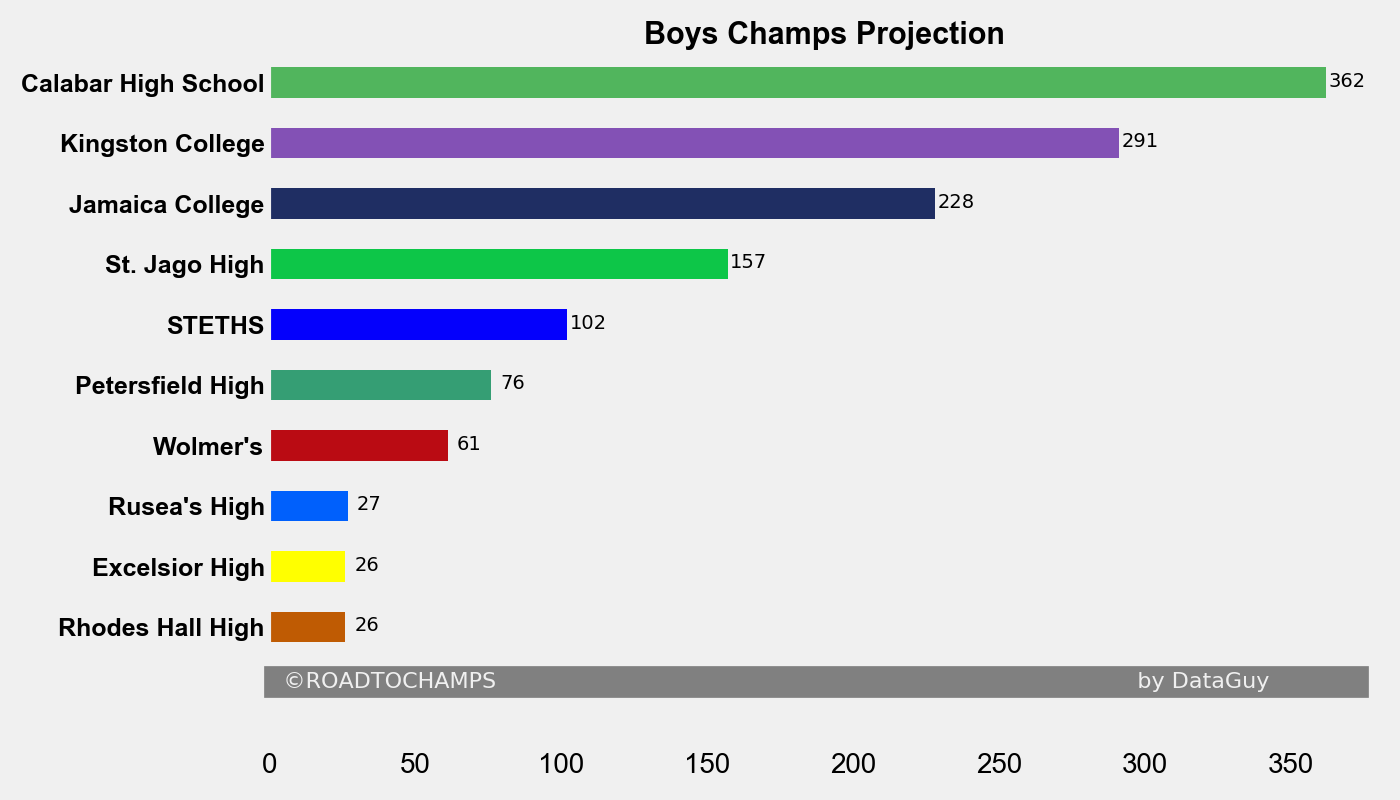 Boys Champs Projection
Calabar High School 362
Kingston College 291
Jamaica College 228
St. Jago High 157
STETHS 102
Petersfield High 76
Wolmer's 61
Rusea's High 27
Excelsior High 26
Rhodes Hall High 26
©ROADTOCHAMPS by DataGuy
0 50 100 150 200 250 300 350